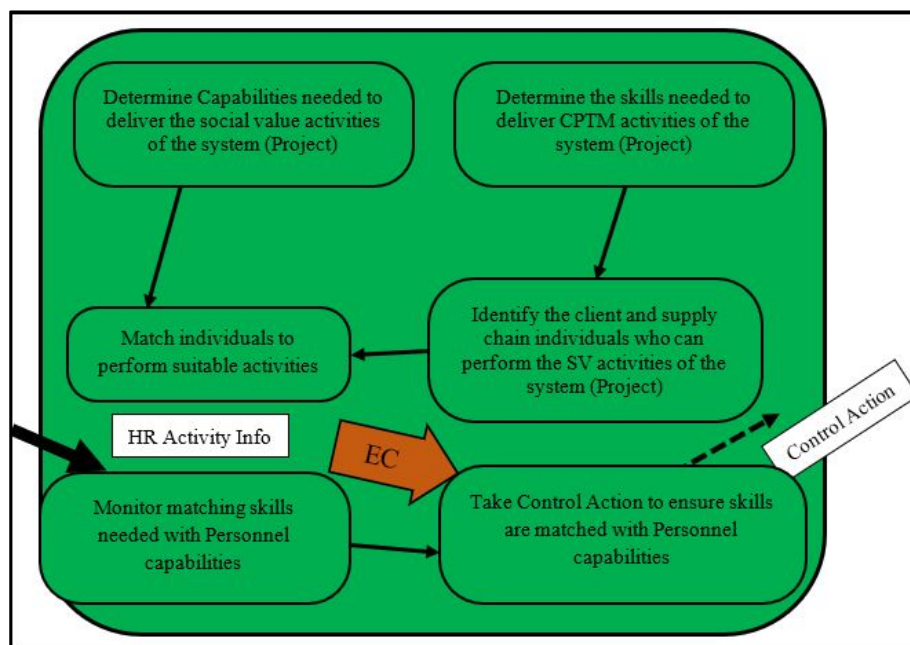 Determine Capabilities needed to
deliver the social value activities
of the system (Project)
Determine the skills needed to
deliver CPTM activities of the
system (Project)
Match individuals to
perform suitable activities
Identify the client and supply
chain individuals who can
perform the SV activities of
the system (Project)
HR Activity Info
EC
Control Action
Monitor matching skills
needed with Personnel
capabilities
Take Control Action to ensure skills
are matched with Personnel
capabilities